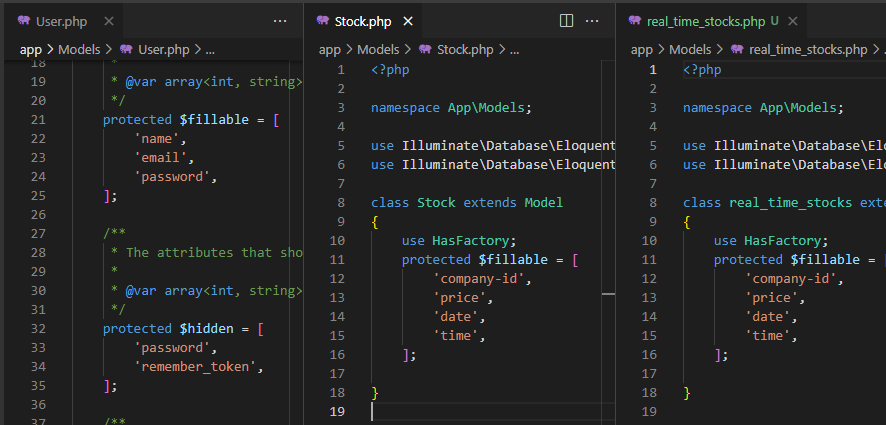 User.php
app > Models > User.php > ...
18 *
19 * @var array<int, string>
20 */
21 protected $fillable = [
22 'name',
23 'email',
24 'password',
25 ];
26
27 /**
28 * The attributes that sho
29 *
30 * @var array<int, string>
31 */
32 protected $hidden = [
33 'password',
34 'remember_token',
35 ];
36
37 /**
Stock.php
app > Models > Stock.php > ...
1 <?php
2
3 namespace App\Models;
4
5 use Illuminate\Database\Eloquent
6 use Illuminate\Database\Eloquent
7
8 class Stock extends Model
9 {
10 use HasFactory;
11 protected $fillable = [
12 'company-id',
13 'price',
14 'date',
15 'time',
16 ];
17
18 }
19
real_time_stocks.php U
app > Models > real_time_stocks.php >
1 <?php
2
3 namespace App\Models;
4
5 use Illuminate\Database\Elo
6 use Illuminate\Database\Elo
7
8 class real_time_stocks exte
9 {
10 use HasFactory;
11 protected $fillable = [
12 'company-id',
13 'price',
14 'date',
15 'time',
16 ];
17
18 }
19